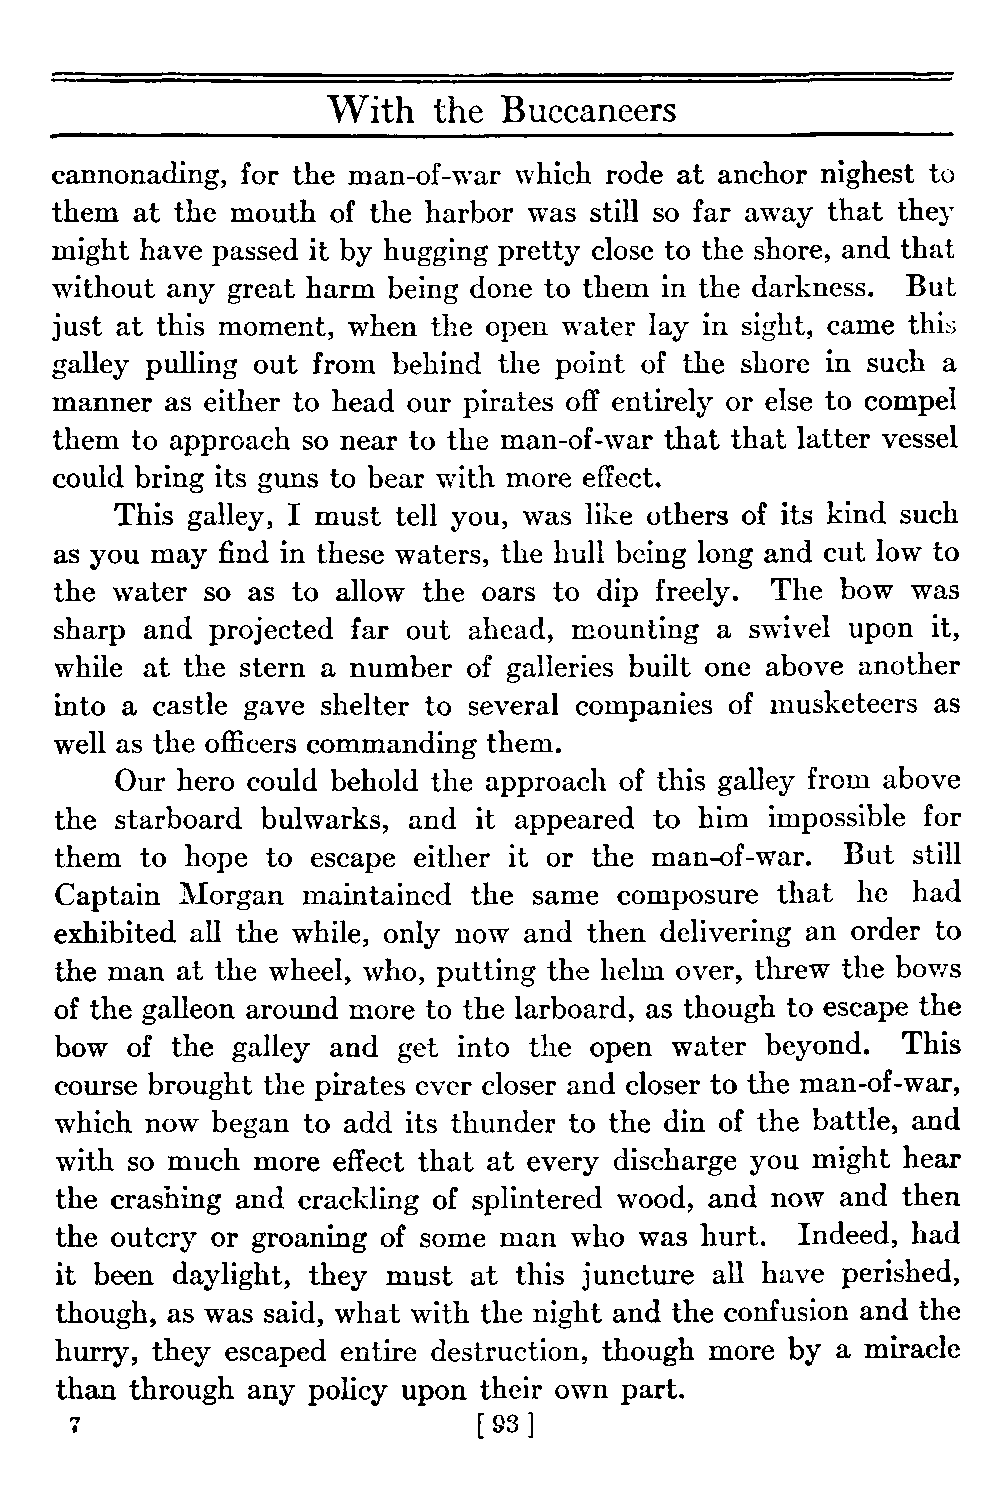 With the Buccaneers
cannonading, for the man-of-war which rode at anchor nighest to
them at the mouth of the harbor was still so far away that they
might have passed it by hugging pretty close to the shore, and that
without any great harm being done to them in the darkness. But
just at this moment, when the open water lay in sight, came this
galley pulling out from behind the point of the shore in such a
manner as either to head our pirates off entirely or else to compel
them to approach so near to the man-of-war that that latter vessel
could bring its guns to bear with more effect.
This galley, I must tell you, was like others of its kind such
as you may find in these waters, the hull being long and cut low to
the water so as to allow the oars to dip freely. The bow was
sharp and projected far out ahead, mounting a swivel upon it,
while at the stern a number of galleries built one above another
into a castle gave shelter to several companies of musketeers as
well as the officers commanding them.
Our hero could behold the approach of this galley from above
the starboard bulwarks, and it appeared to him impossible for
them to hope to escape either it or the man-of-war. But still
Captain Morgan maintained the same composure that he had
exhibited all the while, only now and then delivering an order to
the man at the wheel, who, putting the helm over, threw the bows
of the galleon around more to the larboard, as though to escape the
bow of the galley and get into the open water beyond. This
course brought the pirates ever closer and closer to the man-of-war,
which now began to add its thunder to the din of the battle, and
with so much more effect that at every discharge you might hear
the crashing and crackling of splintered wood, and now and then
the outcry or groaning of some man who was hurt. Indeed, had
it been daylight, they must at this juncture all have perished,
though, as was said, what with the night and the confusion and the
hurry, they escaped entire destruction, though more by a miracle
than through any policy upon their own part.
7 [ 93 ]